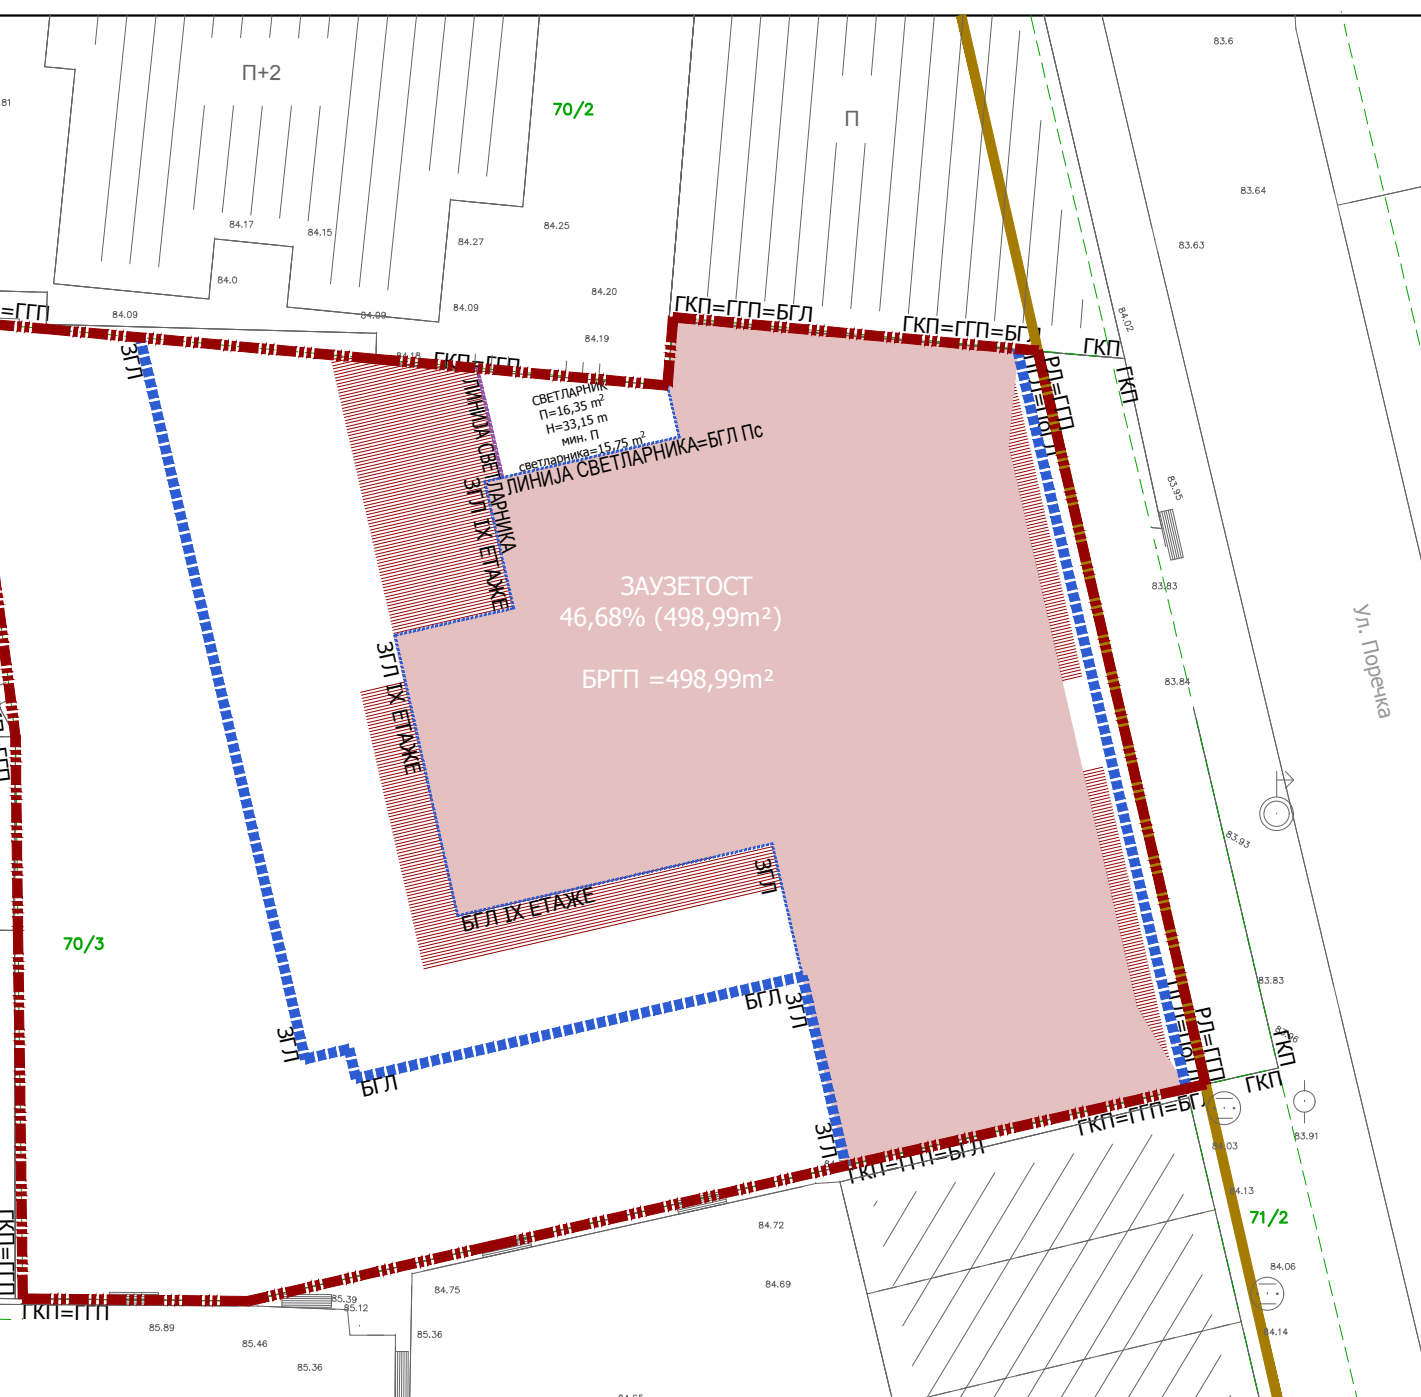 83.6
П+2
.81
70/2
П
83.64
84.17
84.15
84.25
84.27
83.63
84.0
84.20
84.09
84.02
=ГГП
84.09
84.09
84.19
ГКП=ГГП=БГЛ
ГКП=ГГП=БГЛ
ГКП
ЗГЛ
84.18
ГКП=ГГП
РЛ=ГГП
ГКП
СВЕТЛАРНИК
П=16,35 m²
Н=33,15 m
мин. П
светларника=15,75 m²
ЛИНИЈА СВЕТЛАРНИКА=БГЛ Пс
ЛИНИЈА СВЕТЛАРНИКА
ЗГЛ IX ЕТАЖЕ
83.95
ЗАУЗЕТОСТ
46,68% (498,99m²)
БРГП =498,99m²
83.83
Ул. Поречка
ЗГЛ IX ЕТАЖЕ
83.84
83.93
ЗГЛ
БГЛ IX ЕТАЖЕ
70/3
83.83
БГЛ
ЗГЛ
ЗГЛ
РЛ=ГГП
83.96
ГКП
БГЛ
ГКП
ГКП=ГГП=БГЛ
83.91
ЗГЛ
84.03
ГКП=ГГП=БГЛ
84.13
ГКП=ГГП
84.72
71/2
84.06
84.69
84.75
85.39
85.12
ГКП=ГГП
85.89
85.36
84.14
85.46
85.36